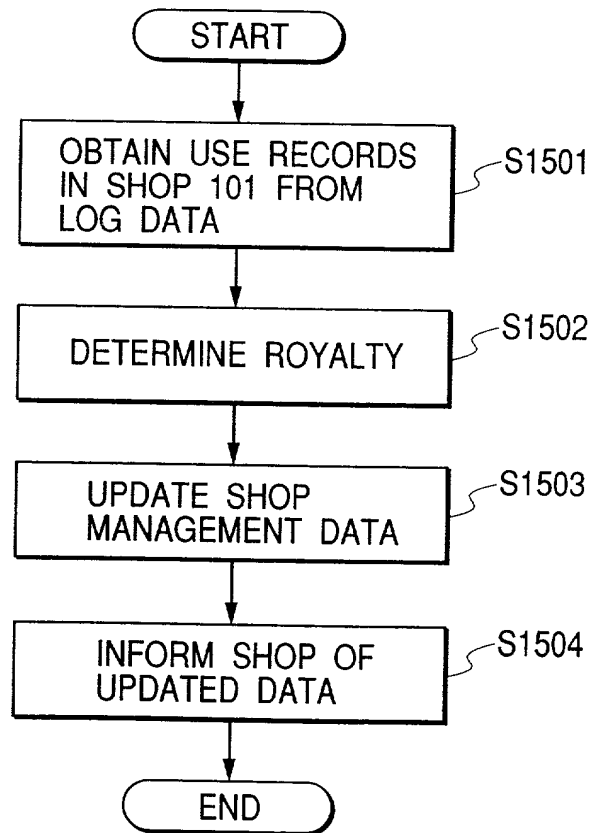 START
OBTAIN USE RECORDS
IN SHOP 101 FROM
LOG DATA
S1501
DETERMINE ROYALTY
S1502
UPDATE SHOP
MANAGEMENT DATA
S1503
INFORM SHOP OF
UPDATED DATA
S1504
END